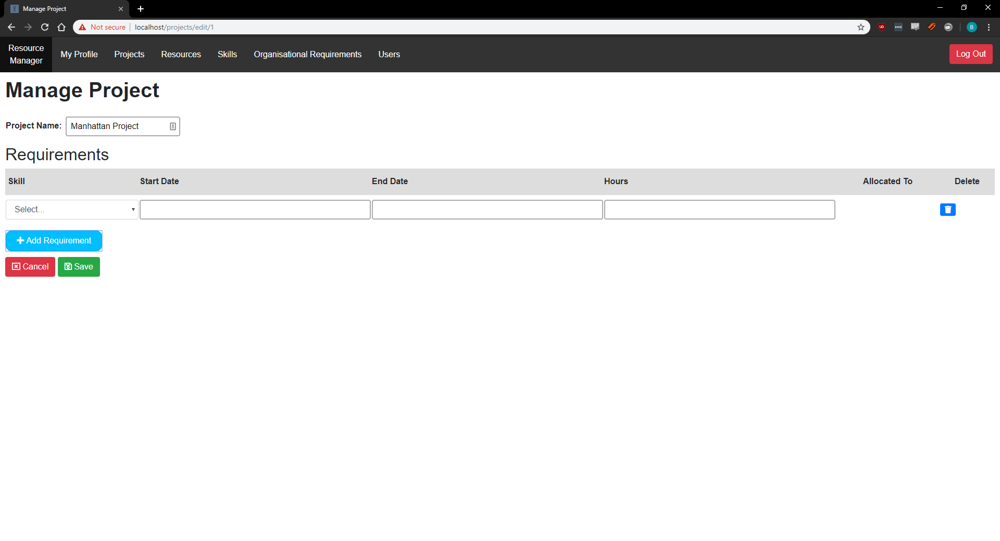 Manage Project
Not secure
localhost/projects/edit/1
B
Resource
Manager
My Profile
Projects
Resources
Skills
Organisational Requirements
Users
Log Out
Manage Project
Project Name:
Manhattan Project
Requirements
Skill
Start Date
End Date
Hours
Allocated To
Delete
Select...
Add Requirement
Cancel
Save